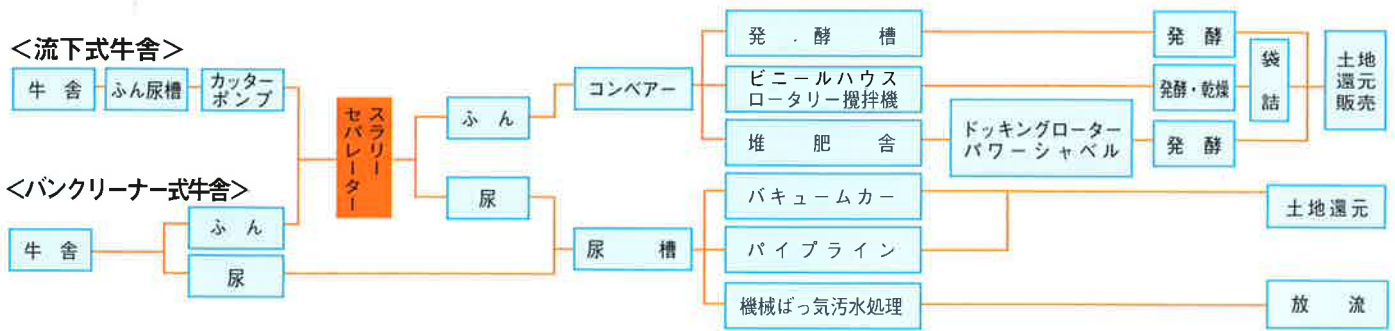 <流下式牛舎>
牛舎
ふん尿槽
カッター
ポンプ
<バンクリーナー式牛舎>
牛舎
ふん
尿
スラリー
セパレーター
ふん
尿
コンベアー
尿槽
発.酵槽
ビニールハウス
ロータリー攪拌機
堆肥舎
バキュームカー
パイプライン
機械ばっ気汚水処理
ドッキングローター
パワーシャベル
発酵
発酵・乾燥
発酵
袋詰
土地
還元
販売
土地還元
放流